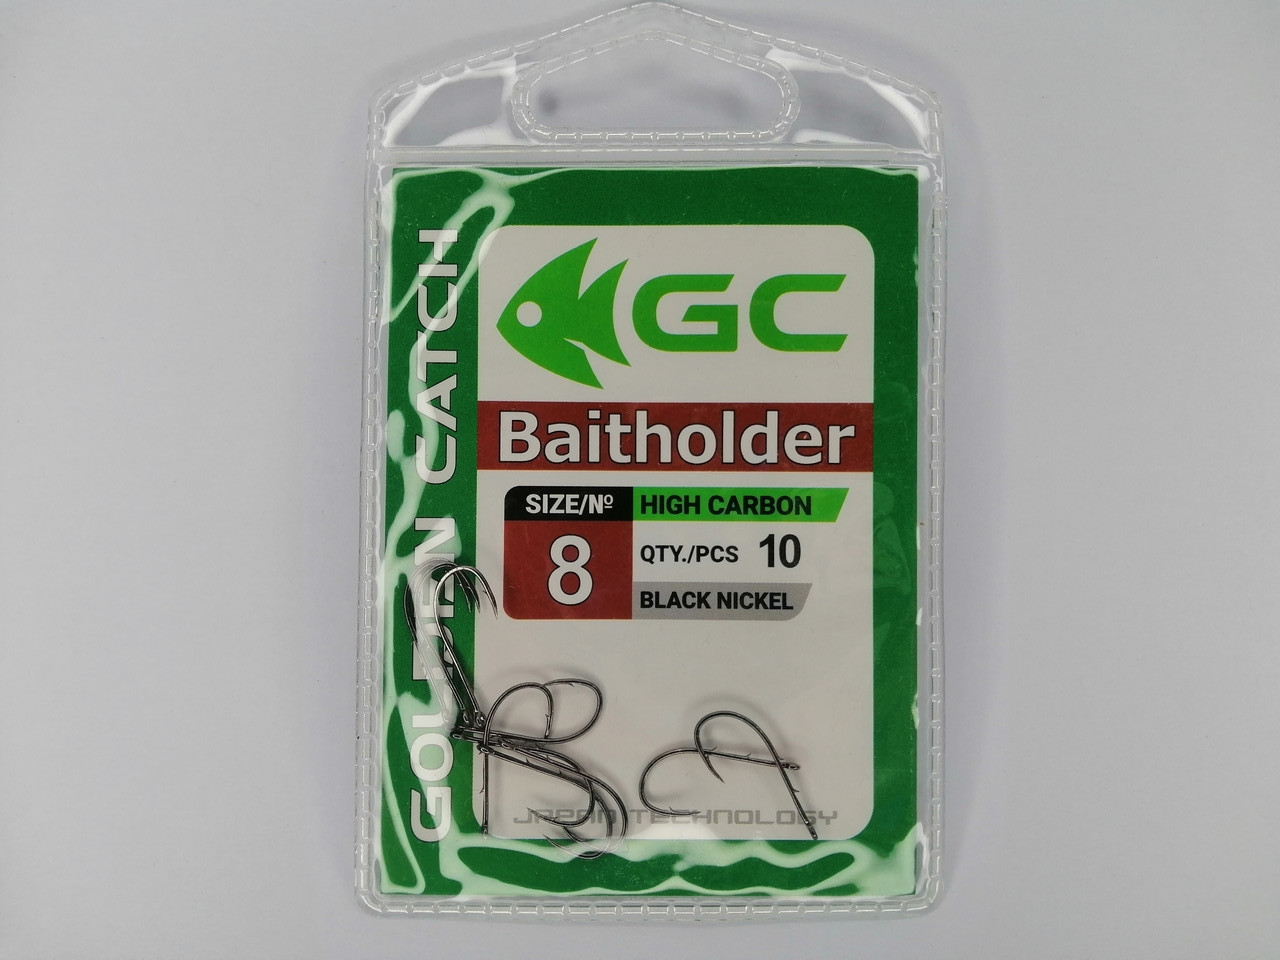 GOLDEN CATCH
GC
Baitholder
SIZE/Nº
HIGH CARBON
8
QTY./PCS 10
BLACK NICKEL
JAPAN TECHNOLOGY